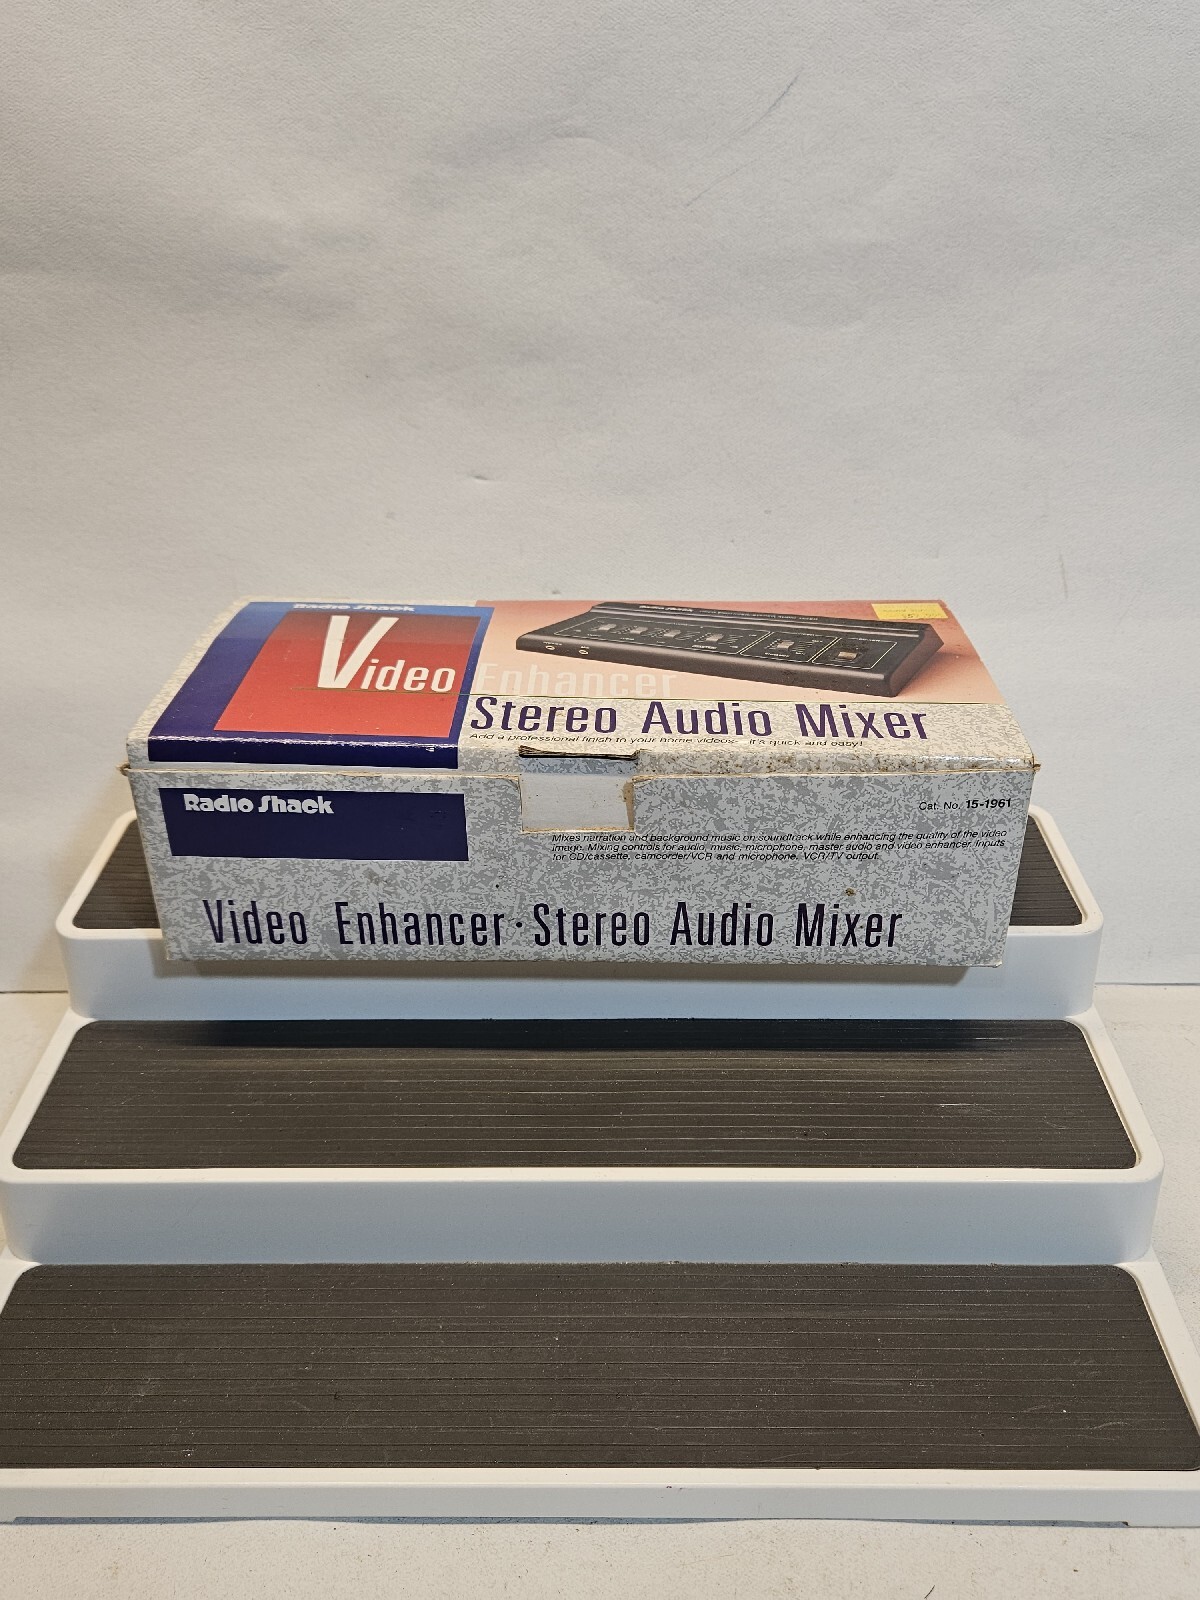 Radio Shack
Video Enhancer
Stereo Audio Mixer
Add a professional finish to your home videos- it's quick and easy!
Radio Shack
Radio Shack
Cat. No. 15-1961
Mixes narration and background music on soundtrack while enhancing the quality of the video
image. Mixing controls for audio, music, microphone, master audio and video enhancer. Inputs
for CD/cassette, camcorder/VCR and microphone. VCR/TV output.
Video Enhancer · Stereo Audio Mixer